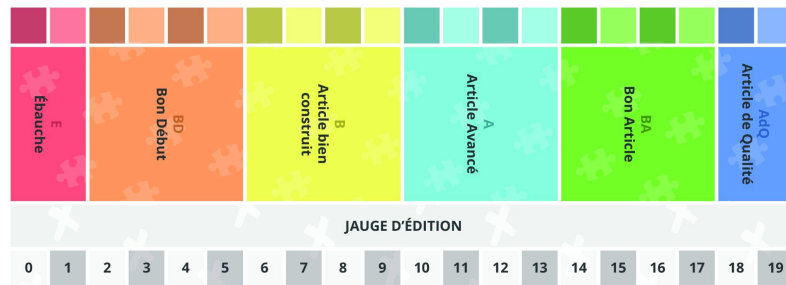 E
Ébauche
BD
Bon Début
B
Article bien
construit
A
Article Avancé
BA
Bon Article
AdQ
Article de Qualité
JAUGE D’ÉDITION
0 1 2 3 4 5 6 7 8 9 10 11 12 13 14 15 16 17 18 19